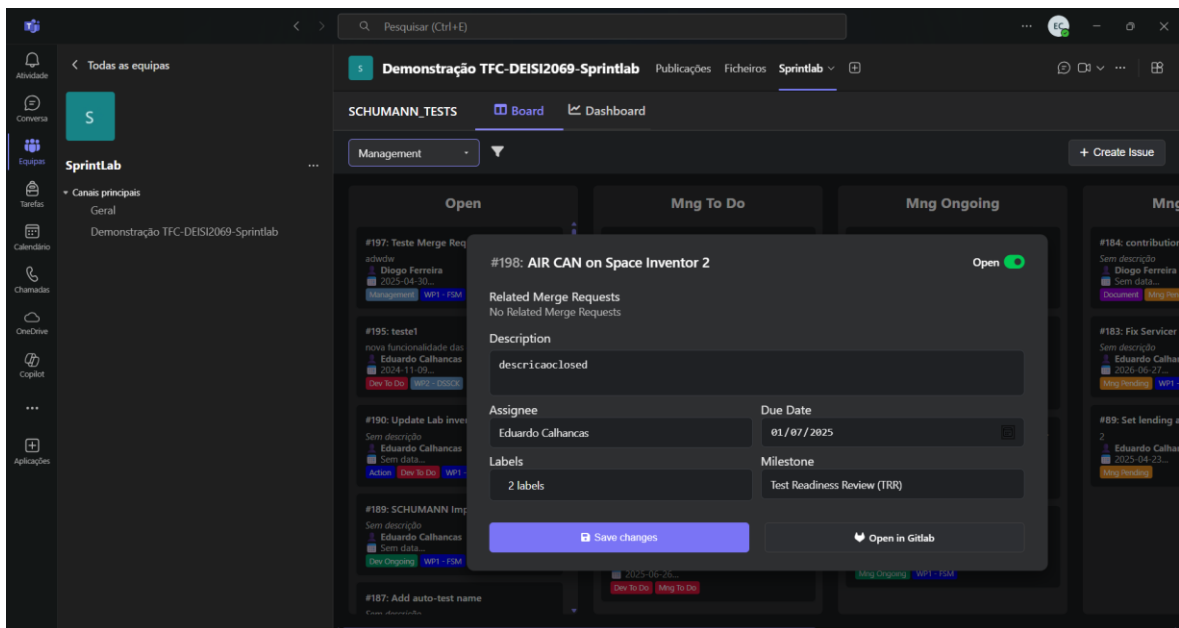 Pesquisar (Ctrl+E)
EC
Atividade
Conversa
Equipas
Tarefas
Calendário
Chamadas
OneDrive
Copilot
Aplicações
Todas as equipas
S
SprintLab
Canais principais
Geral
Demonstração TFC-DEISI2069-Sprintlab
S Demonstração TFC-DEISI2069-Sprintlab Publicações Ficheiros Sprintlab
SCHUMANN_TESTS Board Dashboard
Management
+ Create Issue
Open
#197: Teste Merge Req
adwdw
Diogo Ferreira
2025-04-30...
Management WP1 - FSM
#195: teste1
nova funcionalidade das
Eduardo Calhancas
2024-11-09...
Dev To Do WP2 - DSSCK
#190: Update Lab inver
Sem descrição
Eduardo Calhancas
Sem data...
Action Dev To Do WP1 -
#189: SCHUMANN Imp
Sem descrição
Eduardo Calhancas
Sem data...
Dev Ongoing WP1 - FSM
#187: Add auto-test name
Sem descrição
Mng To Do
2025-06-26...
Dev To Do Mng To Do
Mng Ongoing
Mng Ongoing WP1 - FSM
Mng
#184: contribution
Sem descrição
Diogo Ferreira
Sem data...
Document Mng Pen
#183: Fix Servicer
Sem descrição
Eduardo Calhan
2026-06-27...
Mng Pending WP1 -
#89: Set lending a
2
Eduardo Calhan
2025-04-23...
Mng Pending
#198: AIR CAN on Space Inventor 2 Open
Related Merge Requests
No Related Merge Requests
Description
descricaoclosed
Assignee
Eduardo Calhancas
Due Date
01/07/2025
Labels
2 labels
Milestone
Test Readiness Review (TRR)
Save changes
Open in Gitlab